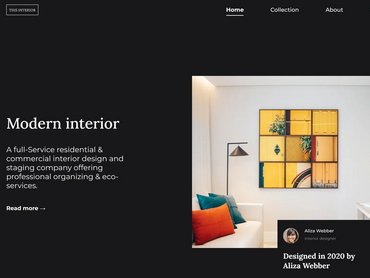 THIS INTERIOR
Home
Collection
About
Modern interior
A full-Service residential &
commercial interior design and
staging company offering
professional organizing & eco-
services.
Read more →
Aliza Webber
Interior designer
Designed in 2020 by
Aliza Webber